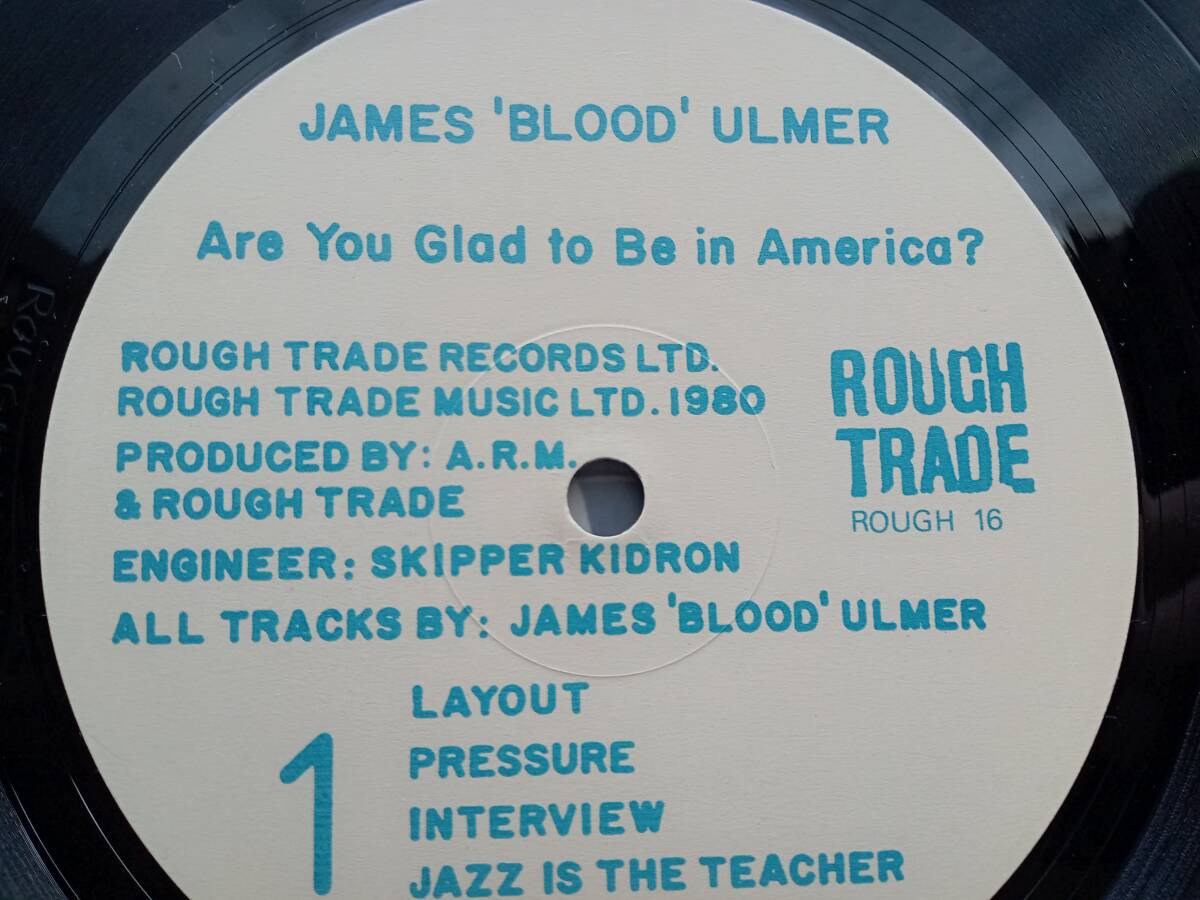 JAMES 'BLOOD' ULMER
Are You Glad to Be in America?
ROUGH TRADE RECORDS LTD.
ROUGH TRADE MUSIC LTD. 1980
PRODUCED BY: A.R.M.
& ROUGH TRADE
ENGINEER: SKIPPER KIDRON
ALL TRACKS BY: JAMES 'BLOOD' ULMER
ROUGH
TRADE
ROUGH 16
1
LAYOUT
PRESSURE
INTERVIEW
JAZZ IS THE TEACHER